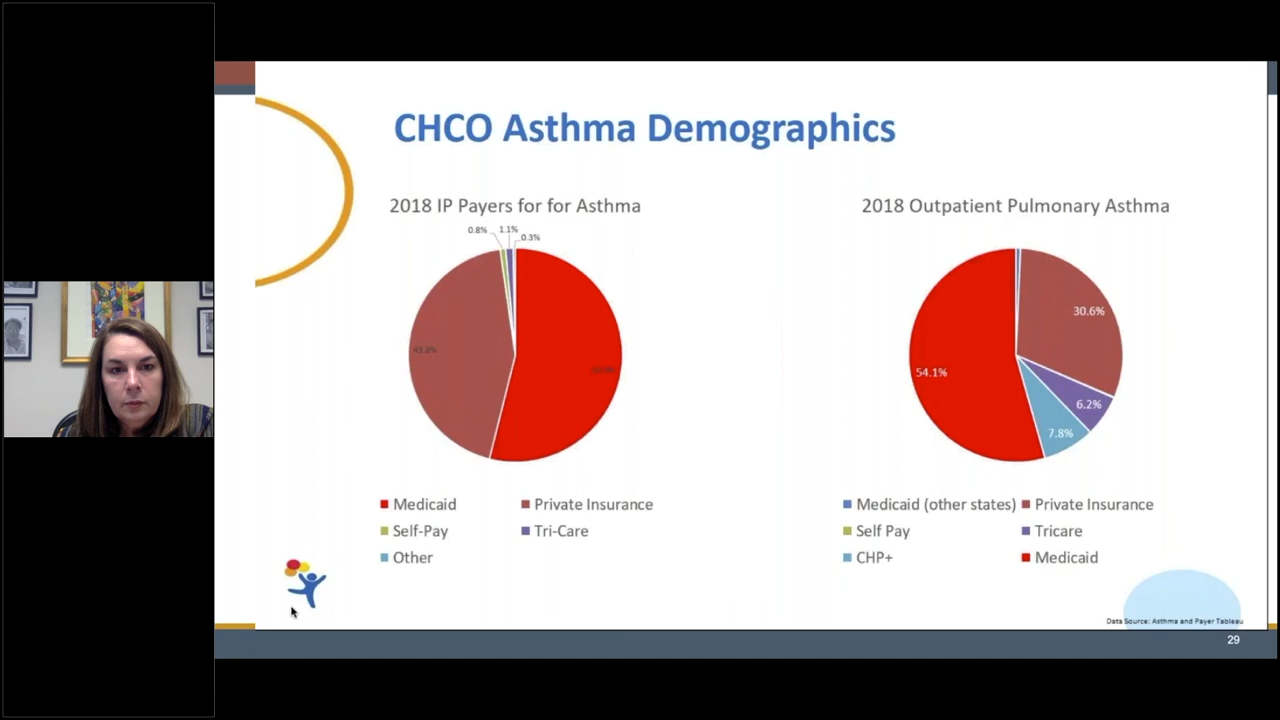 CHCO Asthma Demographics
2018 IP Payers for for Asthma
0.8%
1.1%
0.3%
43.8%
Medicaid
Private Insurance
Self-Pay
Tri-Care
Other
2018 Outpatient Pulmonary Asthma
30.6%
54.1%
6.2%
7.8%
Medicaid (other states)
Private Insurance
Self Pay
Tricare
CHP+
Medicaid
Data Source: Asthma and Payer Tableau
29